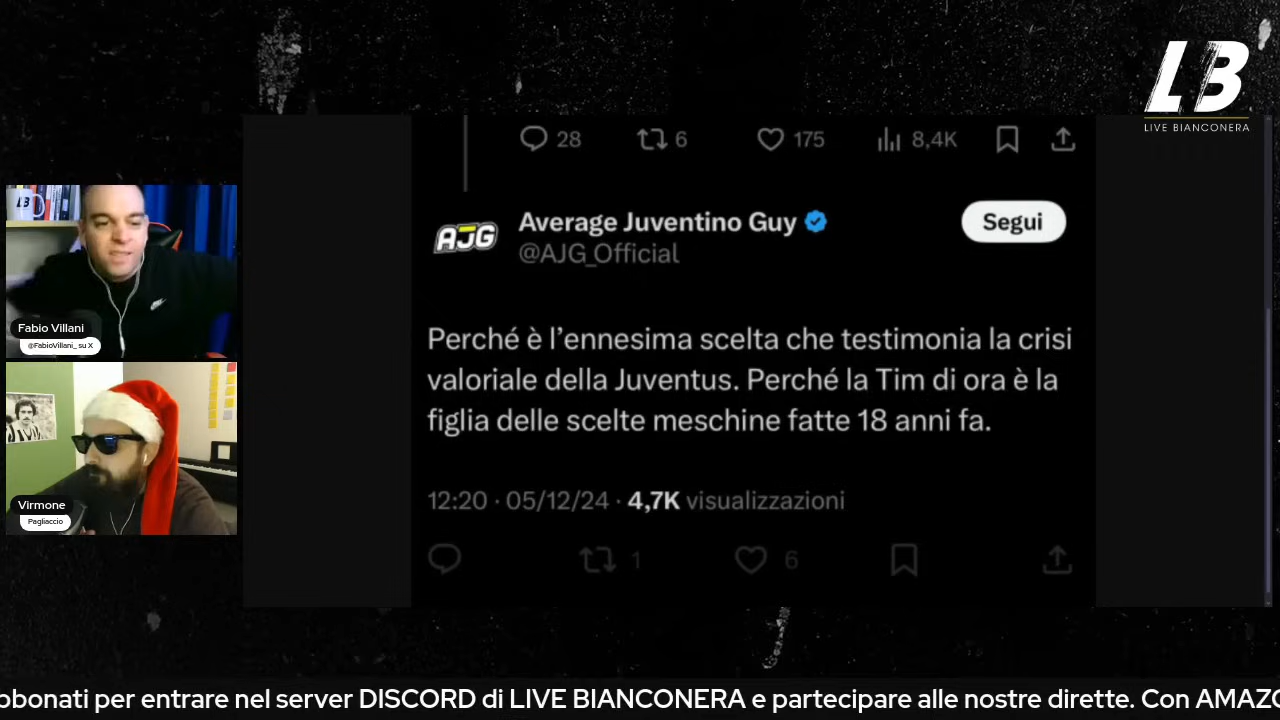 LB
LIVE BIANCONERA
28
6
175
8,4K
AJG
Average Juventino Guy
@AJG_Official
Segui
Perché è l’ennesima scelta che testimonia la crisi
valoriale della Juventus. Perché la Tim di ora è la
figlia delle scelte meschine fatte 18 anni fa.
12:20 · 05/12/24 · 4,7K visualizzazioni
1
6
LB
Fabio Villani
@FabioVillani_ su X
Virmone
Pagliaccio
bbonati per entrare nel server DISCORD di LIVE BIANCONERA e partecipare alle nostre dirette. Con AMAZO